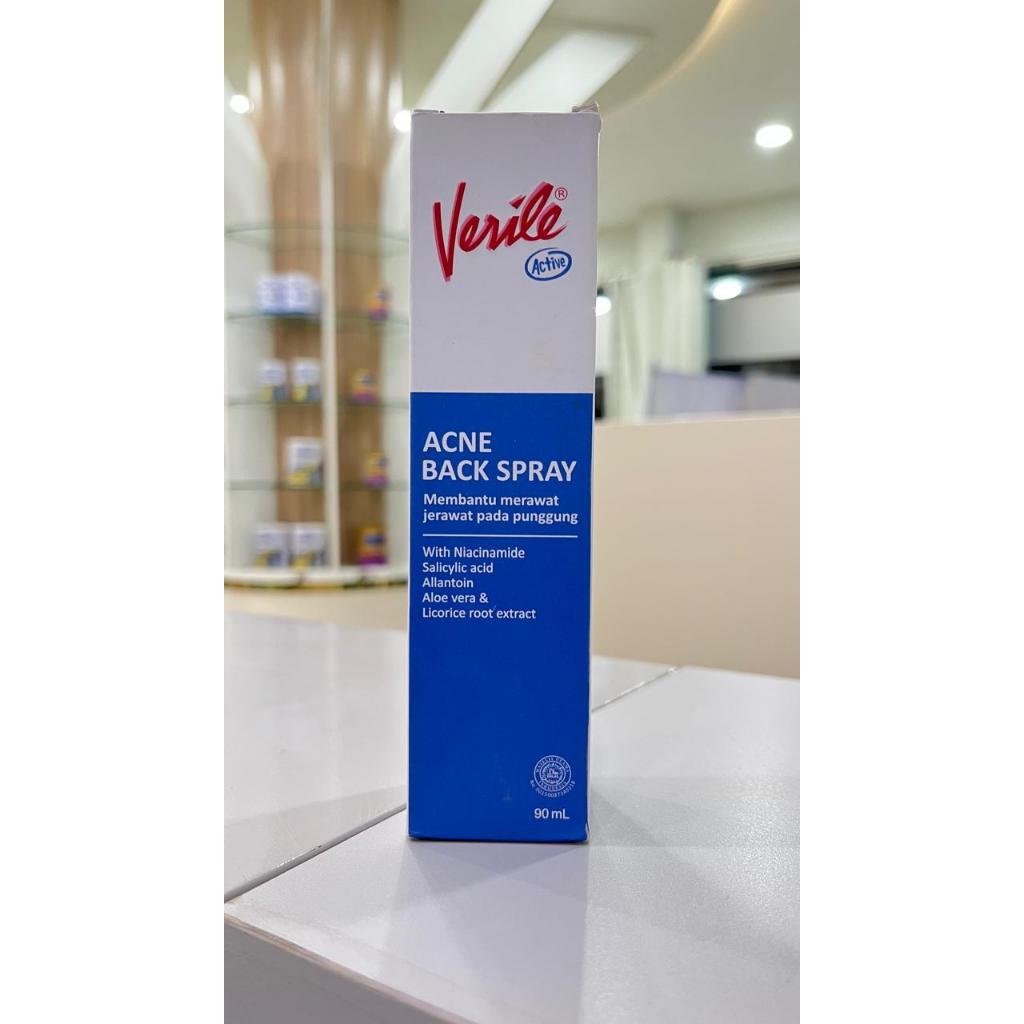 Verile®
Active
ACNE
BACK SPRAY
Membantu merawat
jerawat pada punggung
With Niacinamide
Salicylic acid
Allantoin
Aloe vera &
Licorice root extract
90 mL